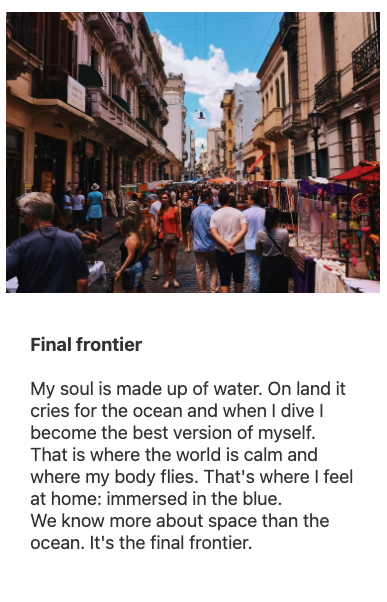 Final frontier
My soul is made up of water. On land it
cries for the ocean and when I dive I
become the best version of myself.
That is where the world is calm and
where my body flies. That's where I feel
at home: immersed in the blue.
We know more about space than the
ocean. It's the final frontier.